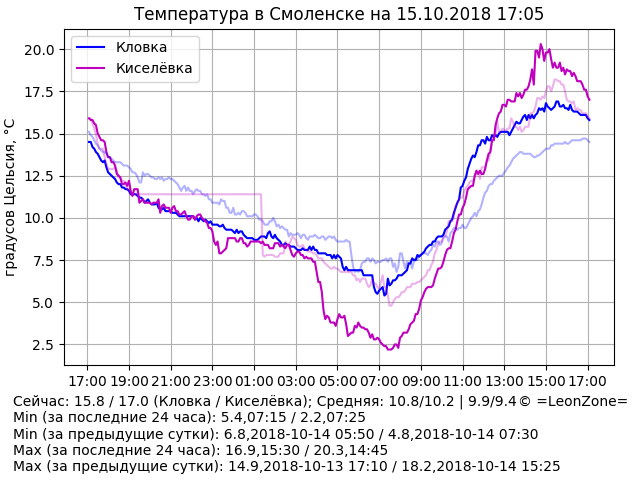 Температура в Смоленске на 15.10.2018 17:05
Кловка
Киселёвка
градусов Цельсия, °C
20.0
17.5
15.0
12.5
10.0
7.5
5.0
2.5
17:00 19:00 21:00 23:00 01:00 03:00 05:00 07:00 09:00 11:00 13:00 15:00 17:00
Сейчас: 15.8 / 17.0 (Кловка / Киселёвка); Средняя: 10.8/10.2 | 9.9/9.4© =LeonZone=
Min (за последние 24 часа): 5.4,07:15 / 2.2,07:25
Min (за предыдущие сутки): 6.8,2018-10-14 05:50 / 4.8,2018-10-14 07:30
Max (за последние 24 часа): 16.9,15:30 / 20.3,14:45
Max (за предыдущие сутки): 14.9,2018-10-13 17:10 / 18.2,2018-10-14 15:25